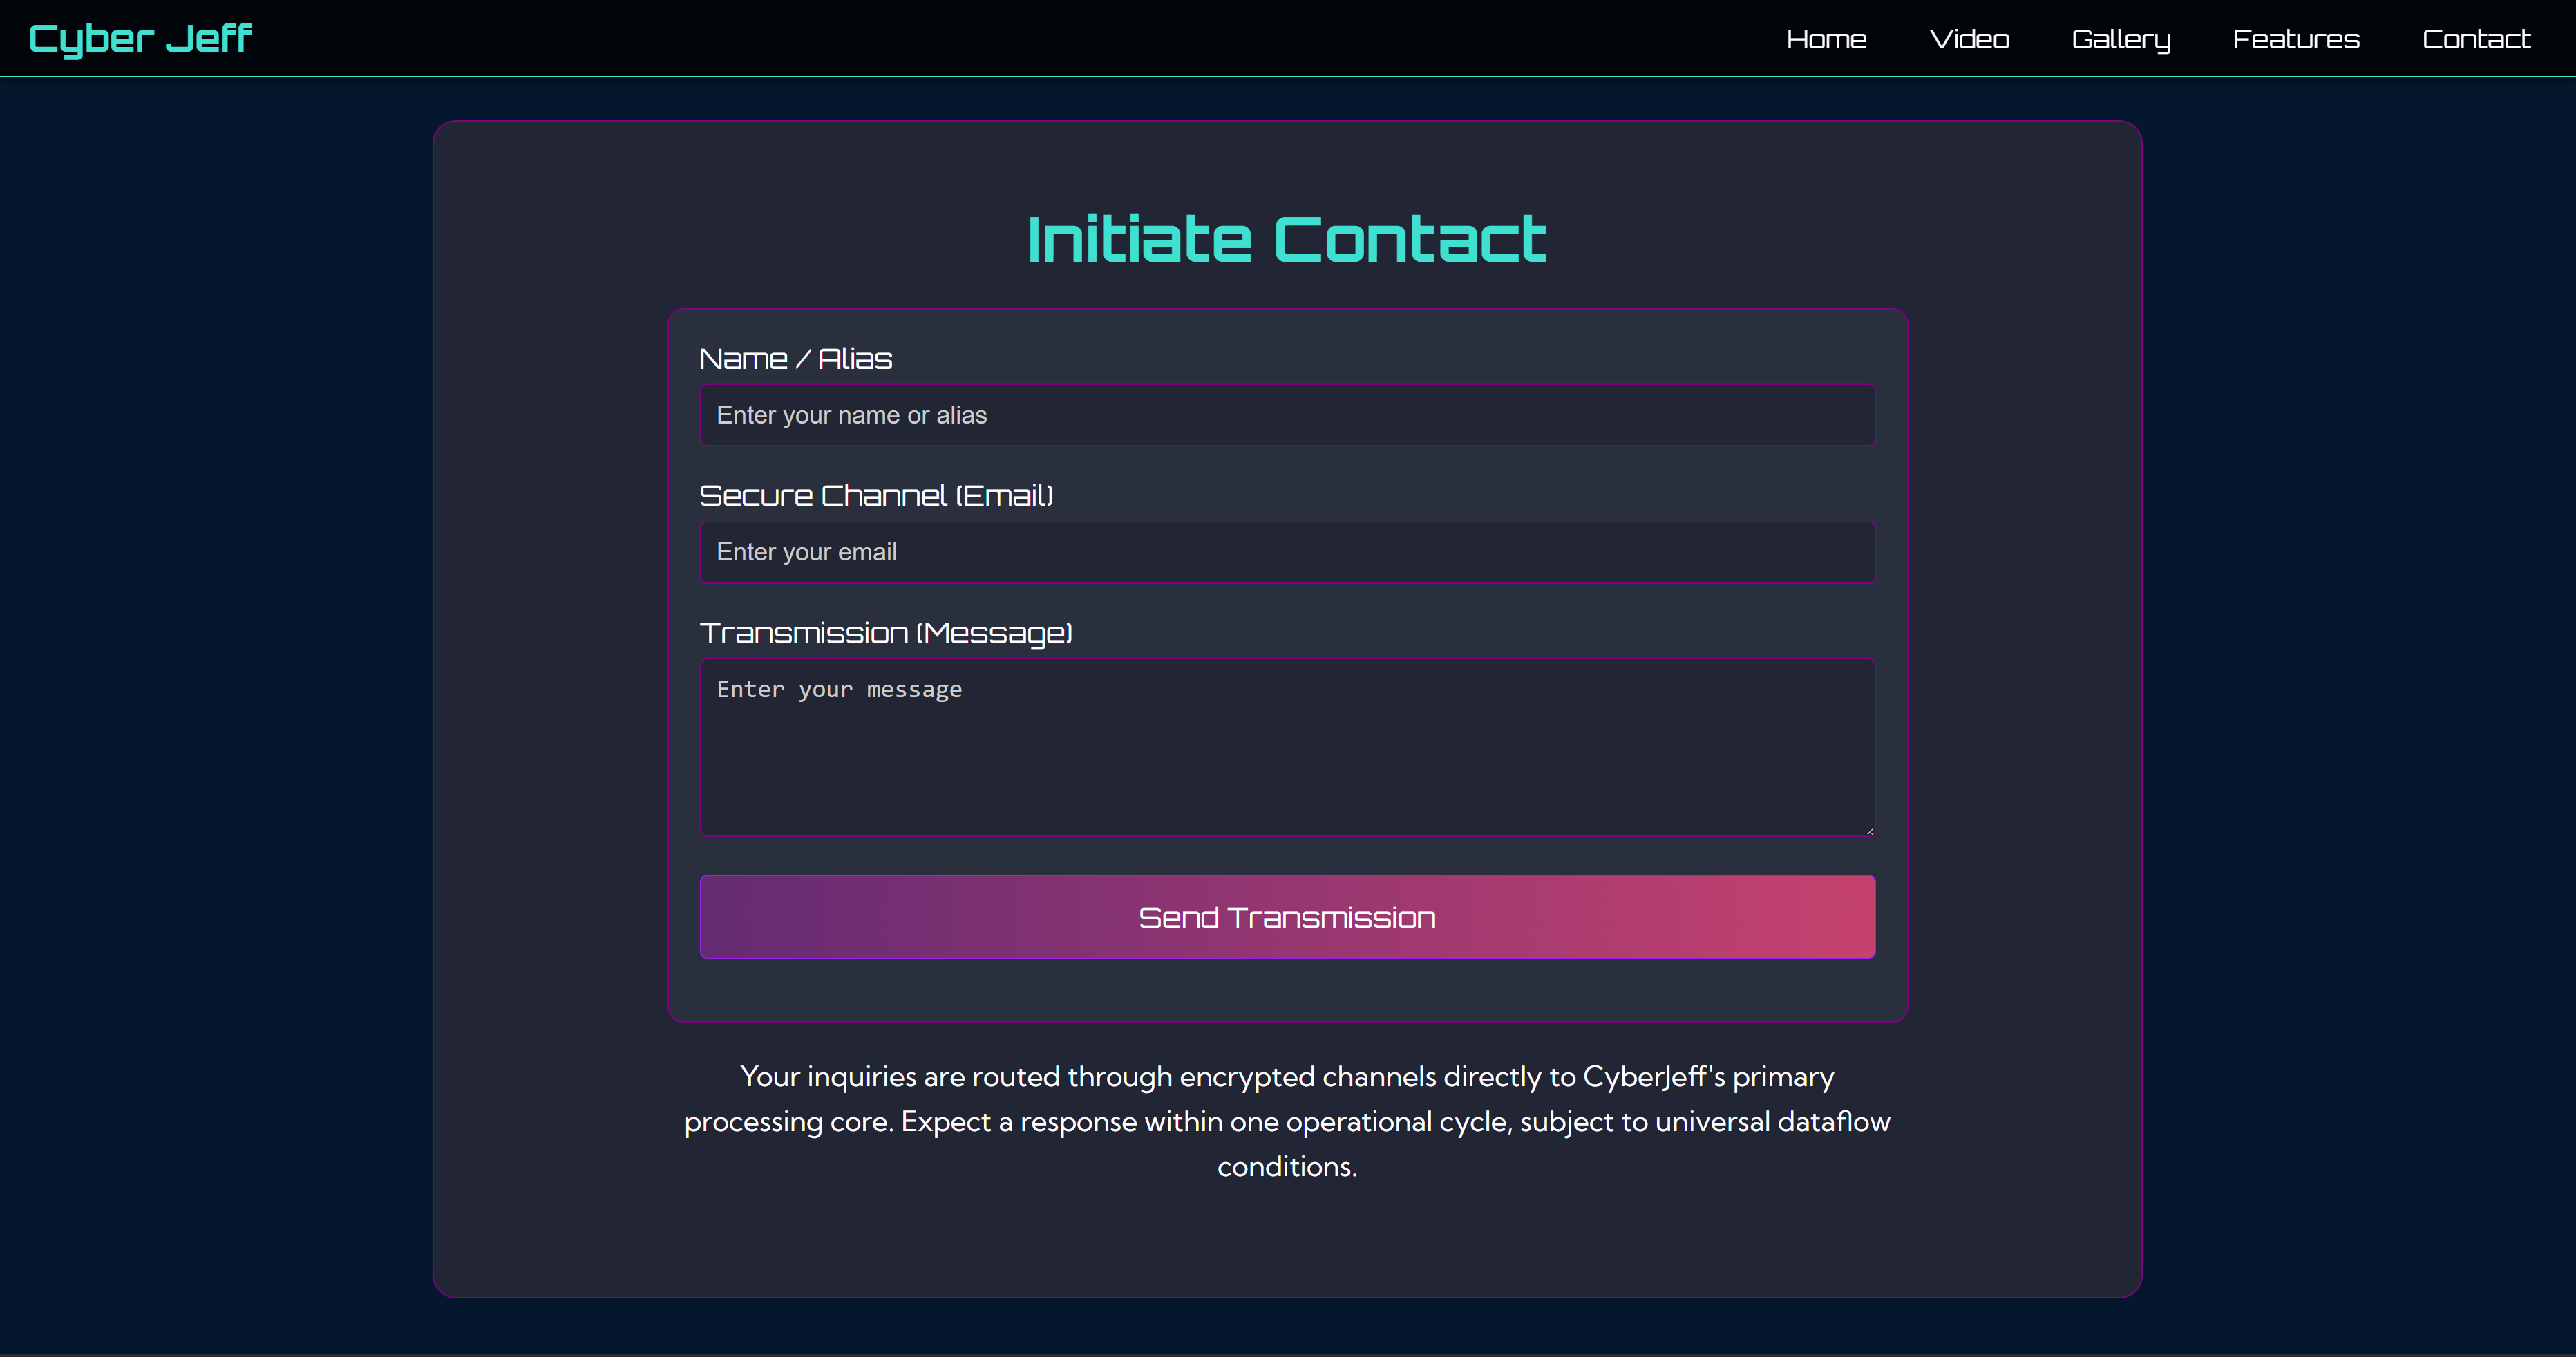 Cyber Jeff
Home Video Gallery Features Contact
Initiate Contact
Name / Alias
Enter your name or alias
Secure Channel (Email)
Enter your email
Transmission (Message)
Enter your message
Send Transmission
Your inquiries are routed through encrypted channels directly to CyberJeff's primary
processing core. Expect a response within one operational cycle, subject to universal dataflow
conditions.